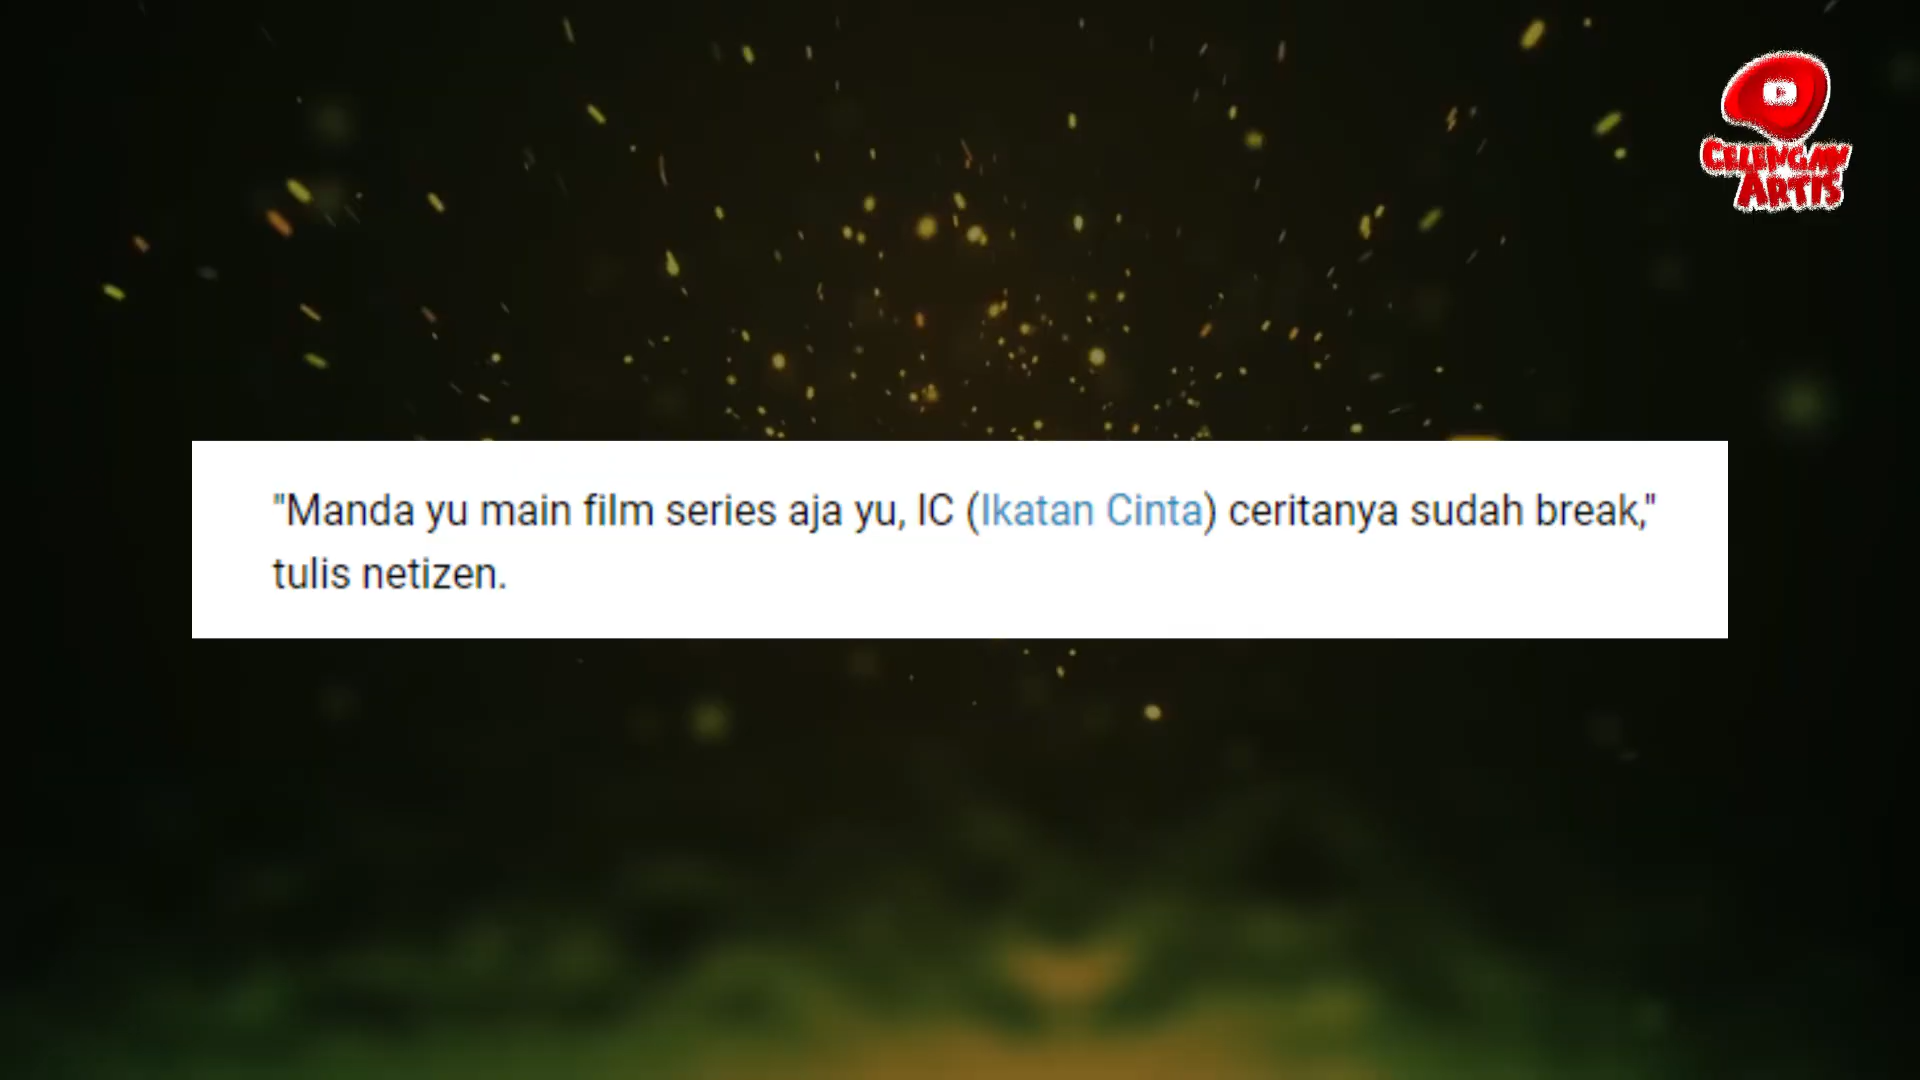 CELENGAN
ARTIS
"Manda yu main film series aja yu, IC (Ikatan Cinta) ceritanya sudah break,"
tulis netizen.